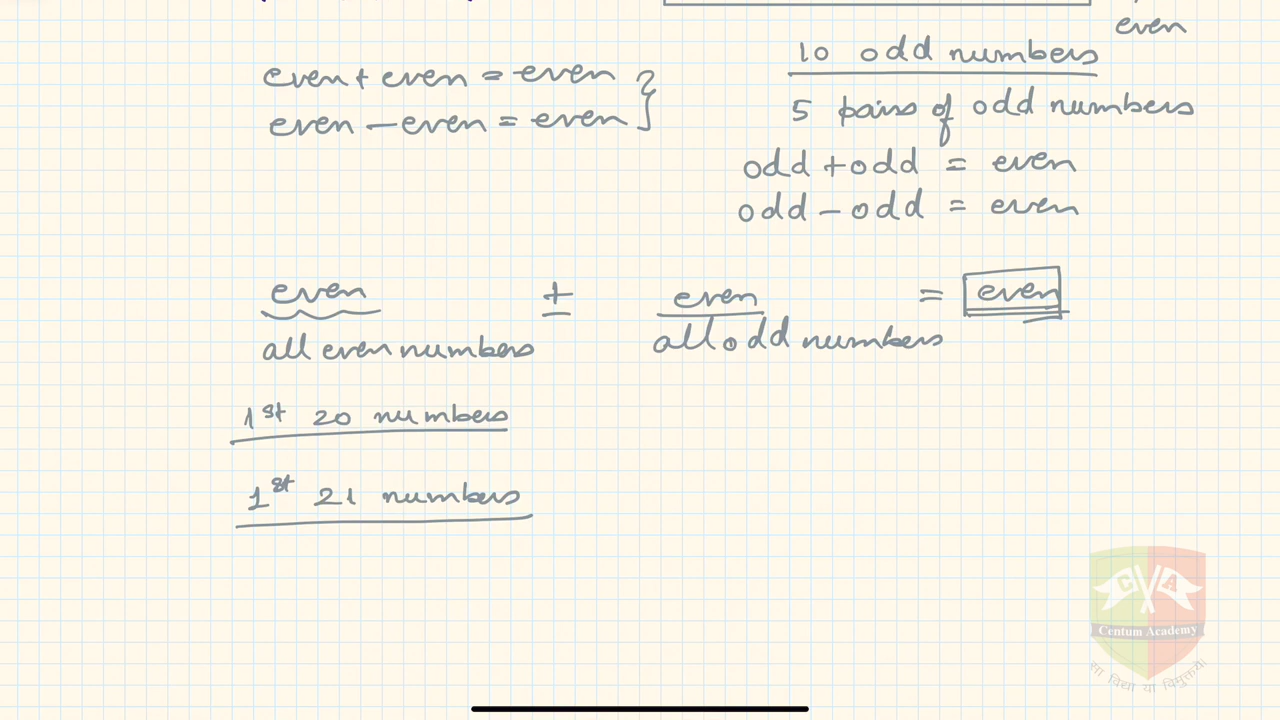 even
10 odd numbers
even + even = even
even - even = even
5 pairs of odd numbers
odd + odd = even
odd - odd = even
even ± even = even
all even numbers all odd numbers
1st 20 numbers
1st 21 numbers
C A
Centum Academy
सा विद्या या विमुक्तये